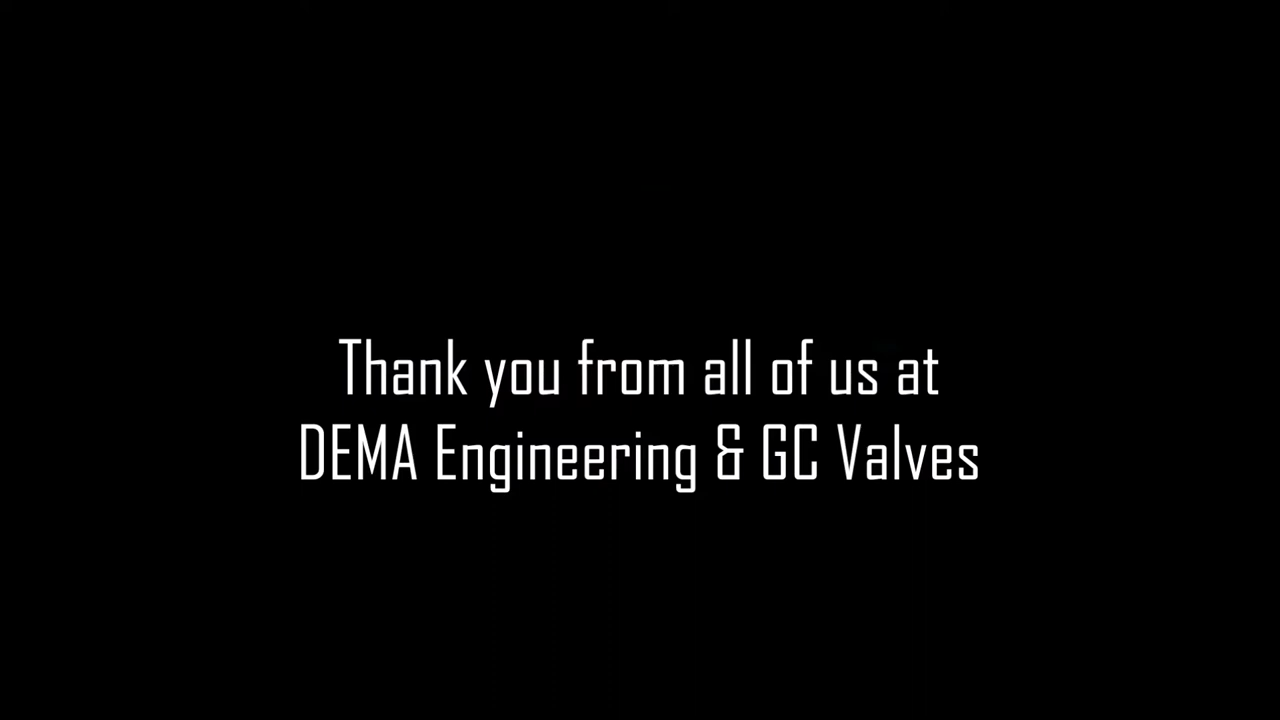 Thank you from all of us at
DEMA Engineering & GC Valves